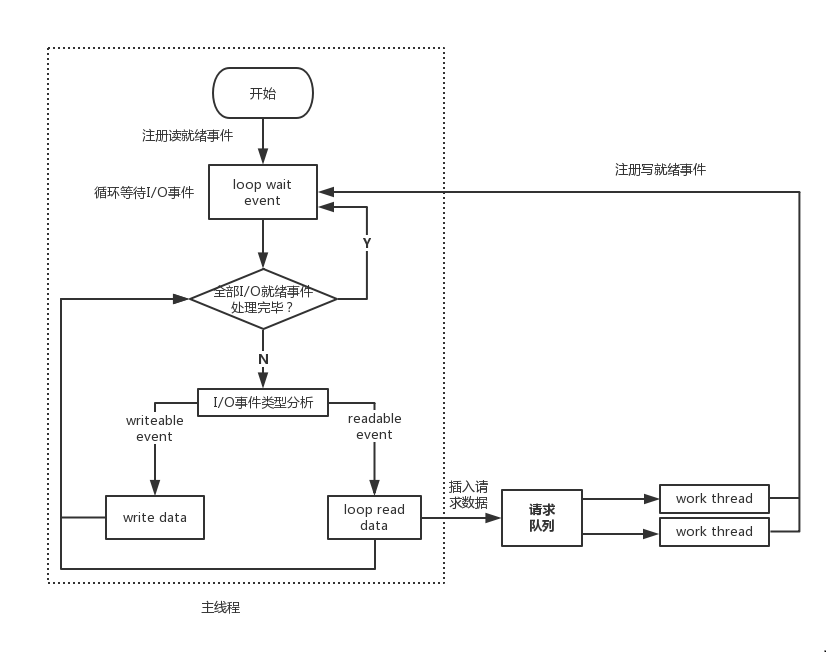 开始
注册读就绪事件
循环等待I/O事件
loop wait
event
注册写就绪事件
Y
全部I/O就绪事件
处理完毕？
N
I/O事件类型分析
writeable
event
readable
event
write data
loop read
data
插入请
求数据
请求
队列
work thread
work thread
主线程